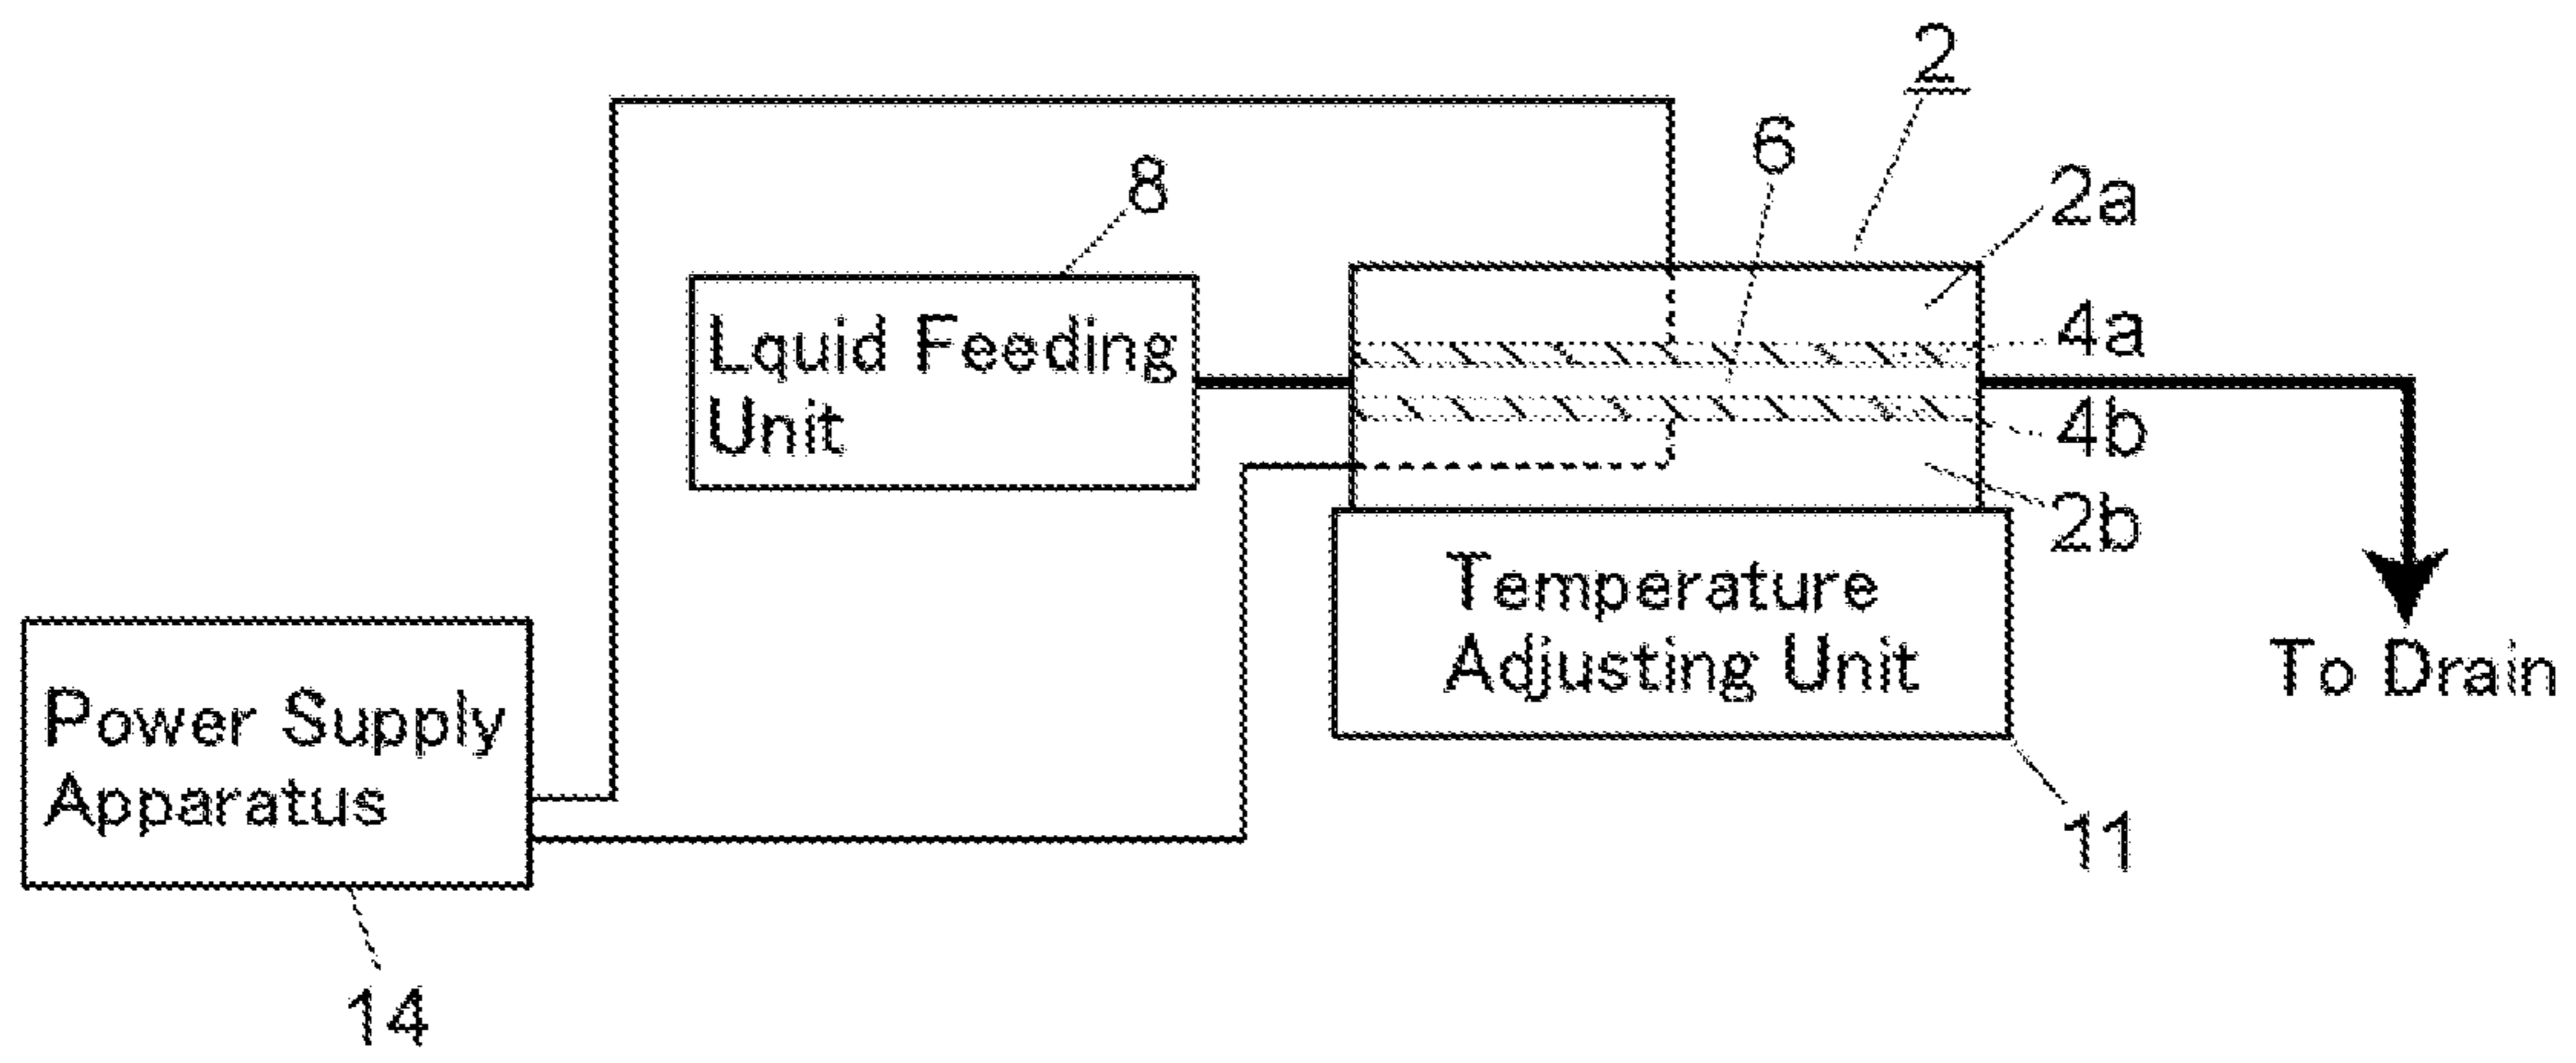 2
6
8
2a
Lquid Feeding
Unit
4a
4b
2b
Temperature
Adjusting Unit
To Drain
Power Supply
Apparatus
11
14